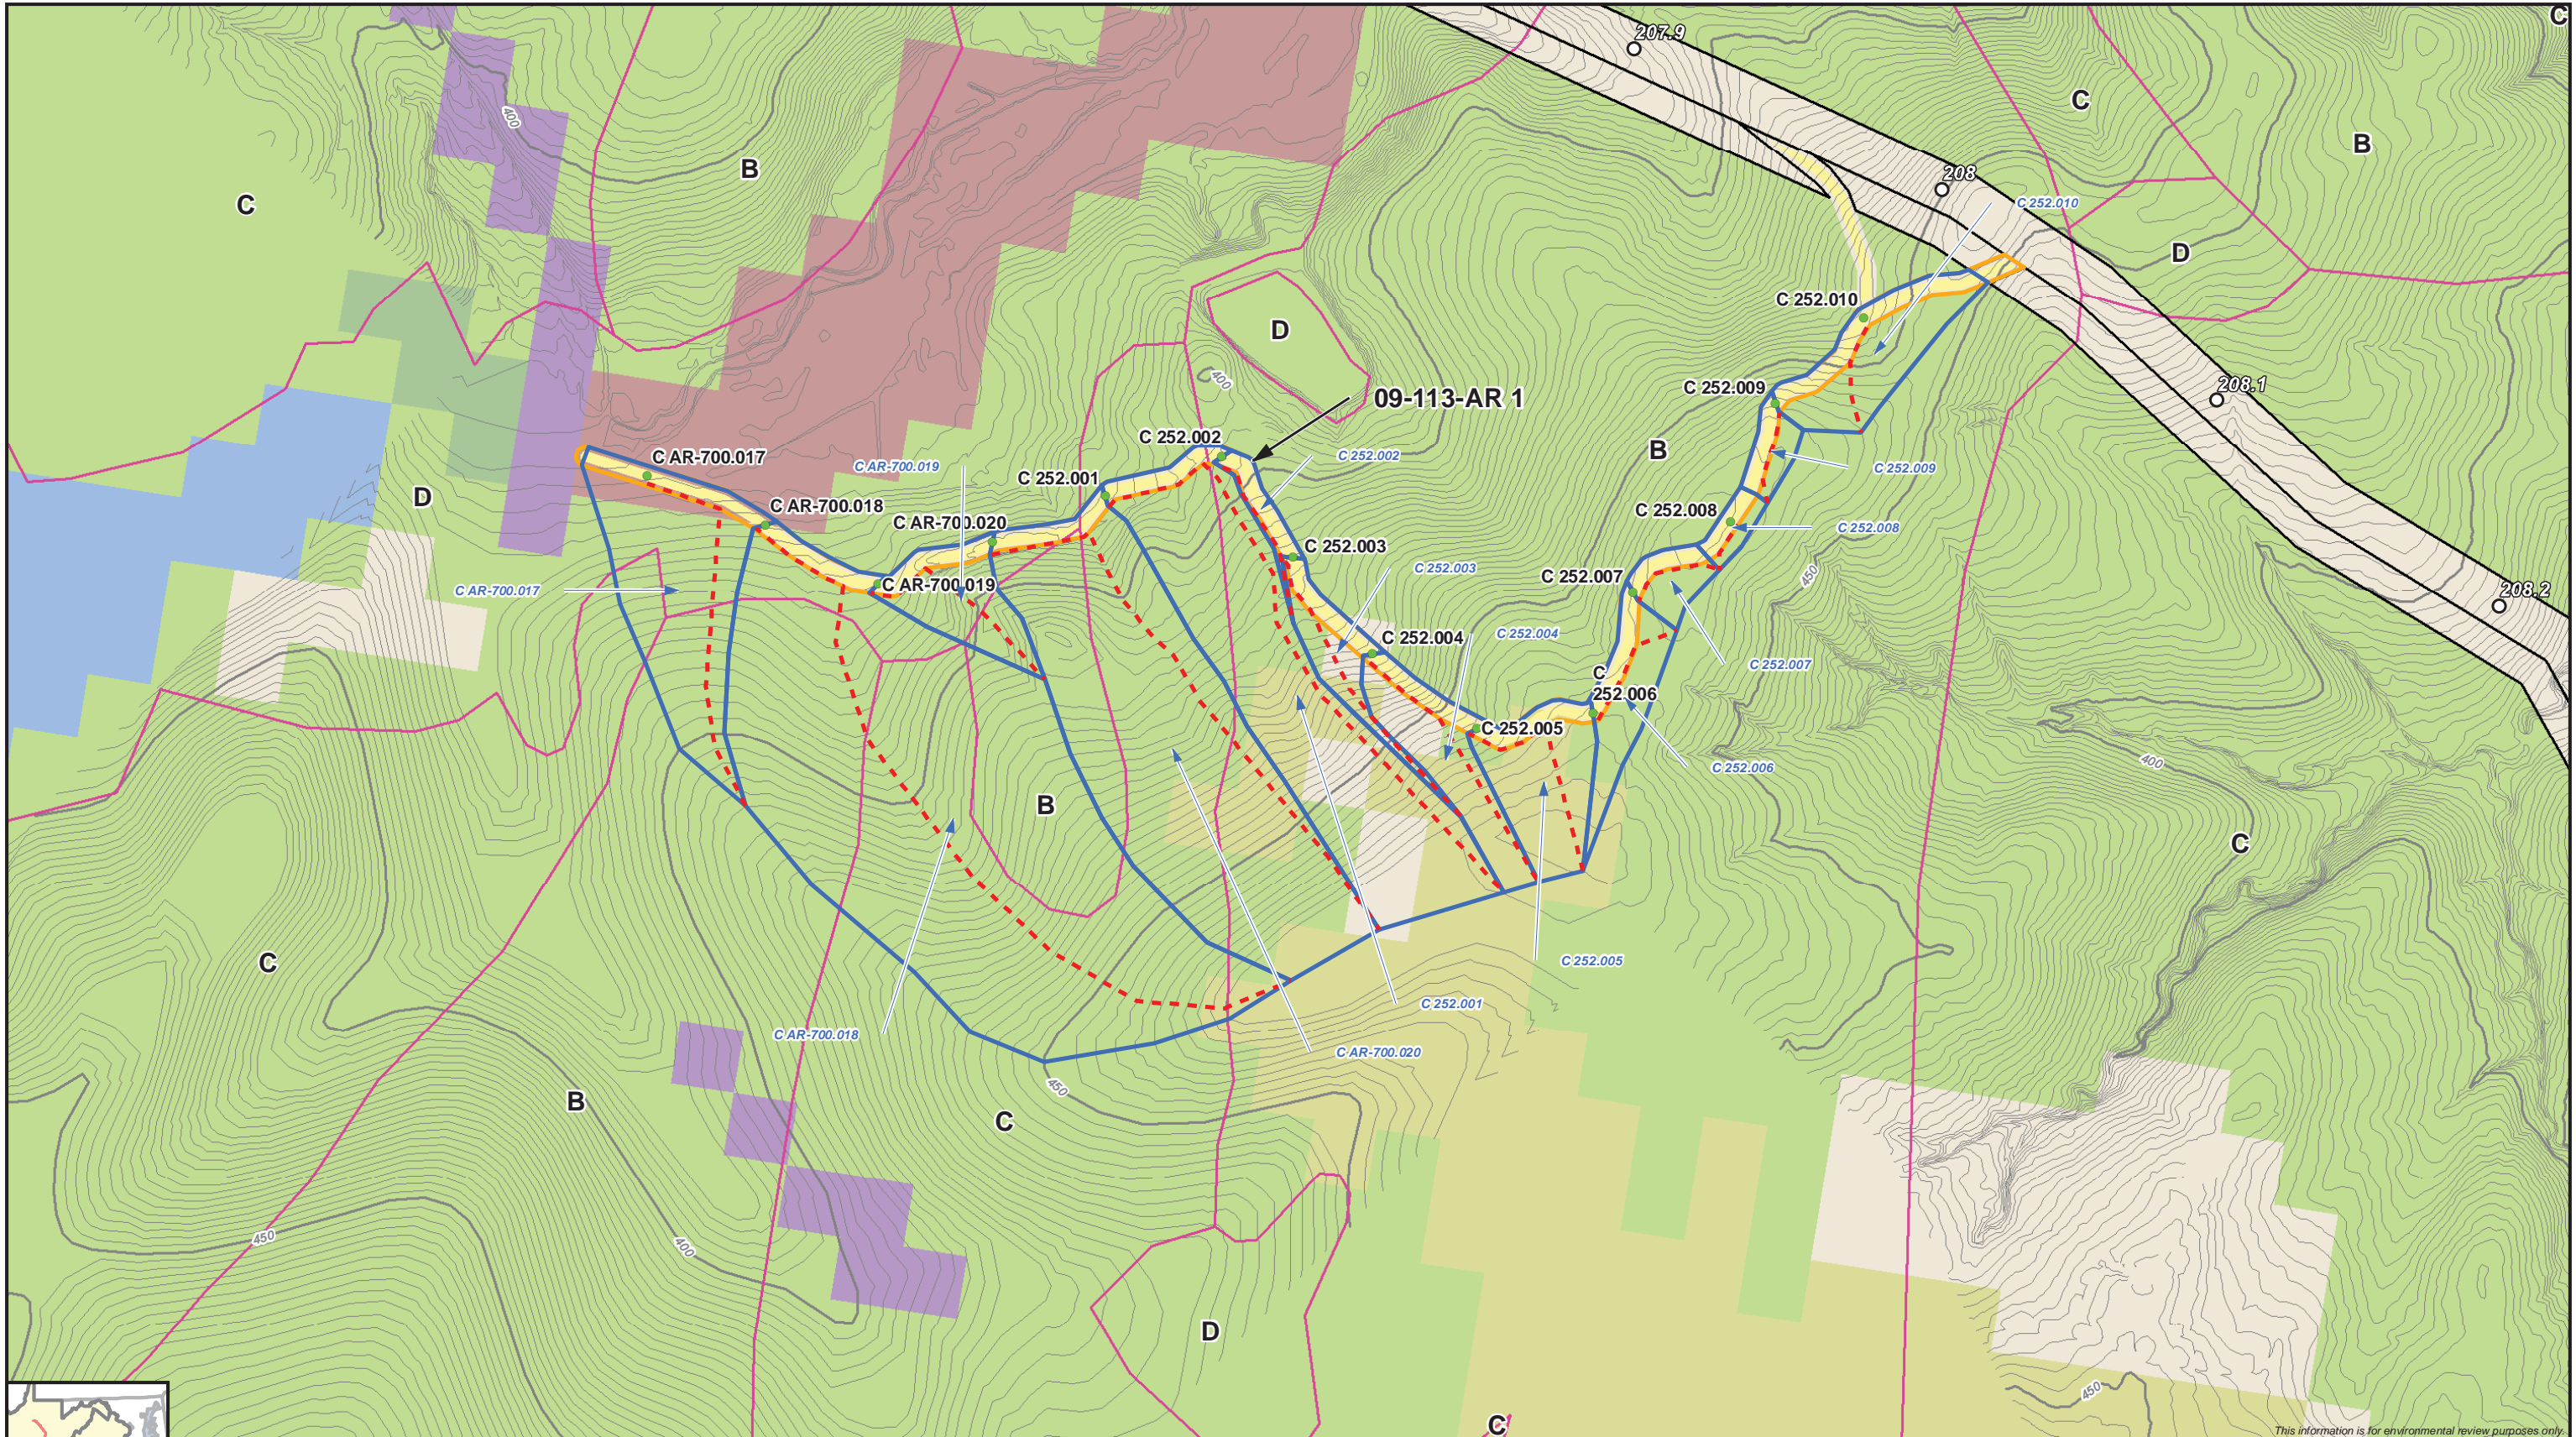 C
207.9
C
400
B
B
208
C
C 252.010
D
C 252.010
D
400
208.1
C 252.009
09-113-AR 1
C 252.002
B
C 252.002
C AR-700.017
C AR-700.019
C 252.001
C 252.009
D
C AR-700.018
C 252.008
C 252.008
C AR-700.020
C 252.003
C 252.003
C 252.007
450
C AR-700.017
C AR-700.019
208.2
C 252.004
C 252.004
C 252.007
C
252.006
C 252.005
400
C 252.006
B
C
C
C 252.005
C 252.001
C AR-700.018
C AR-700.020
450
B
C
450
400
D
450
C
This information is for environmental review purposes only.